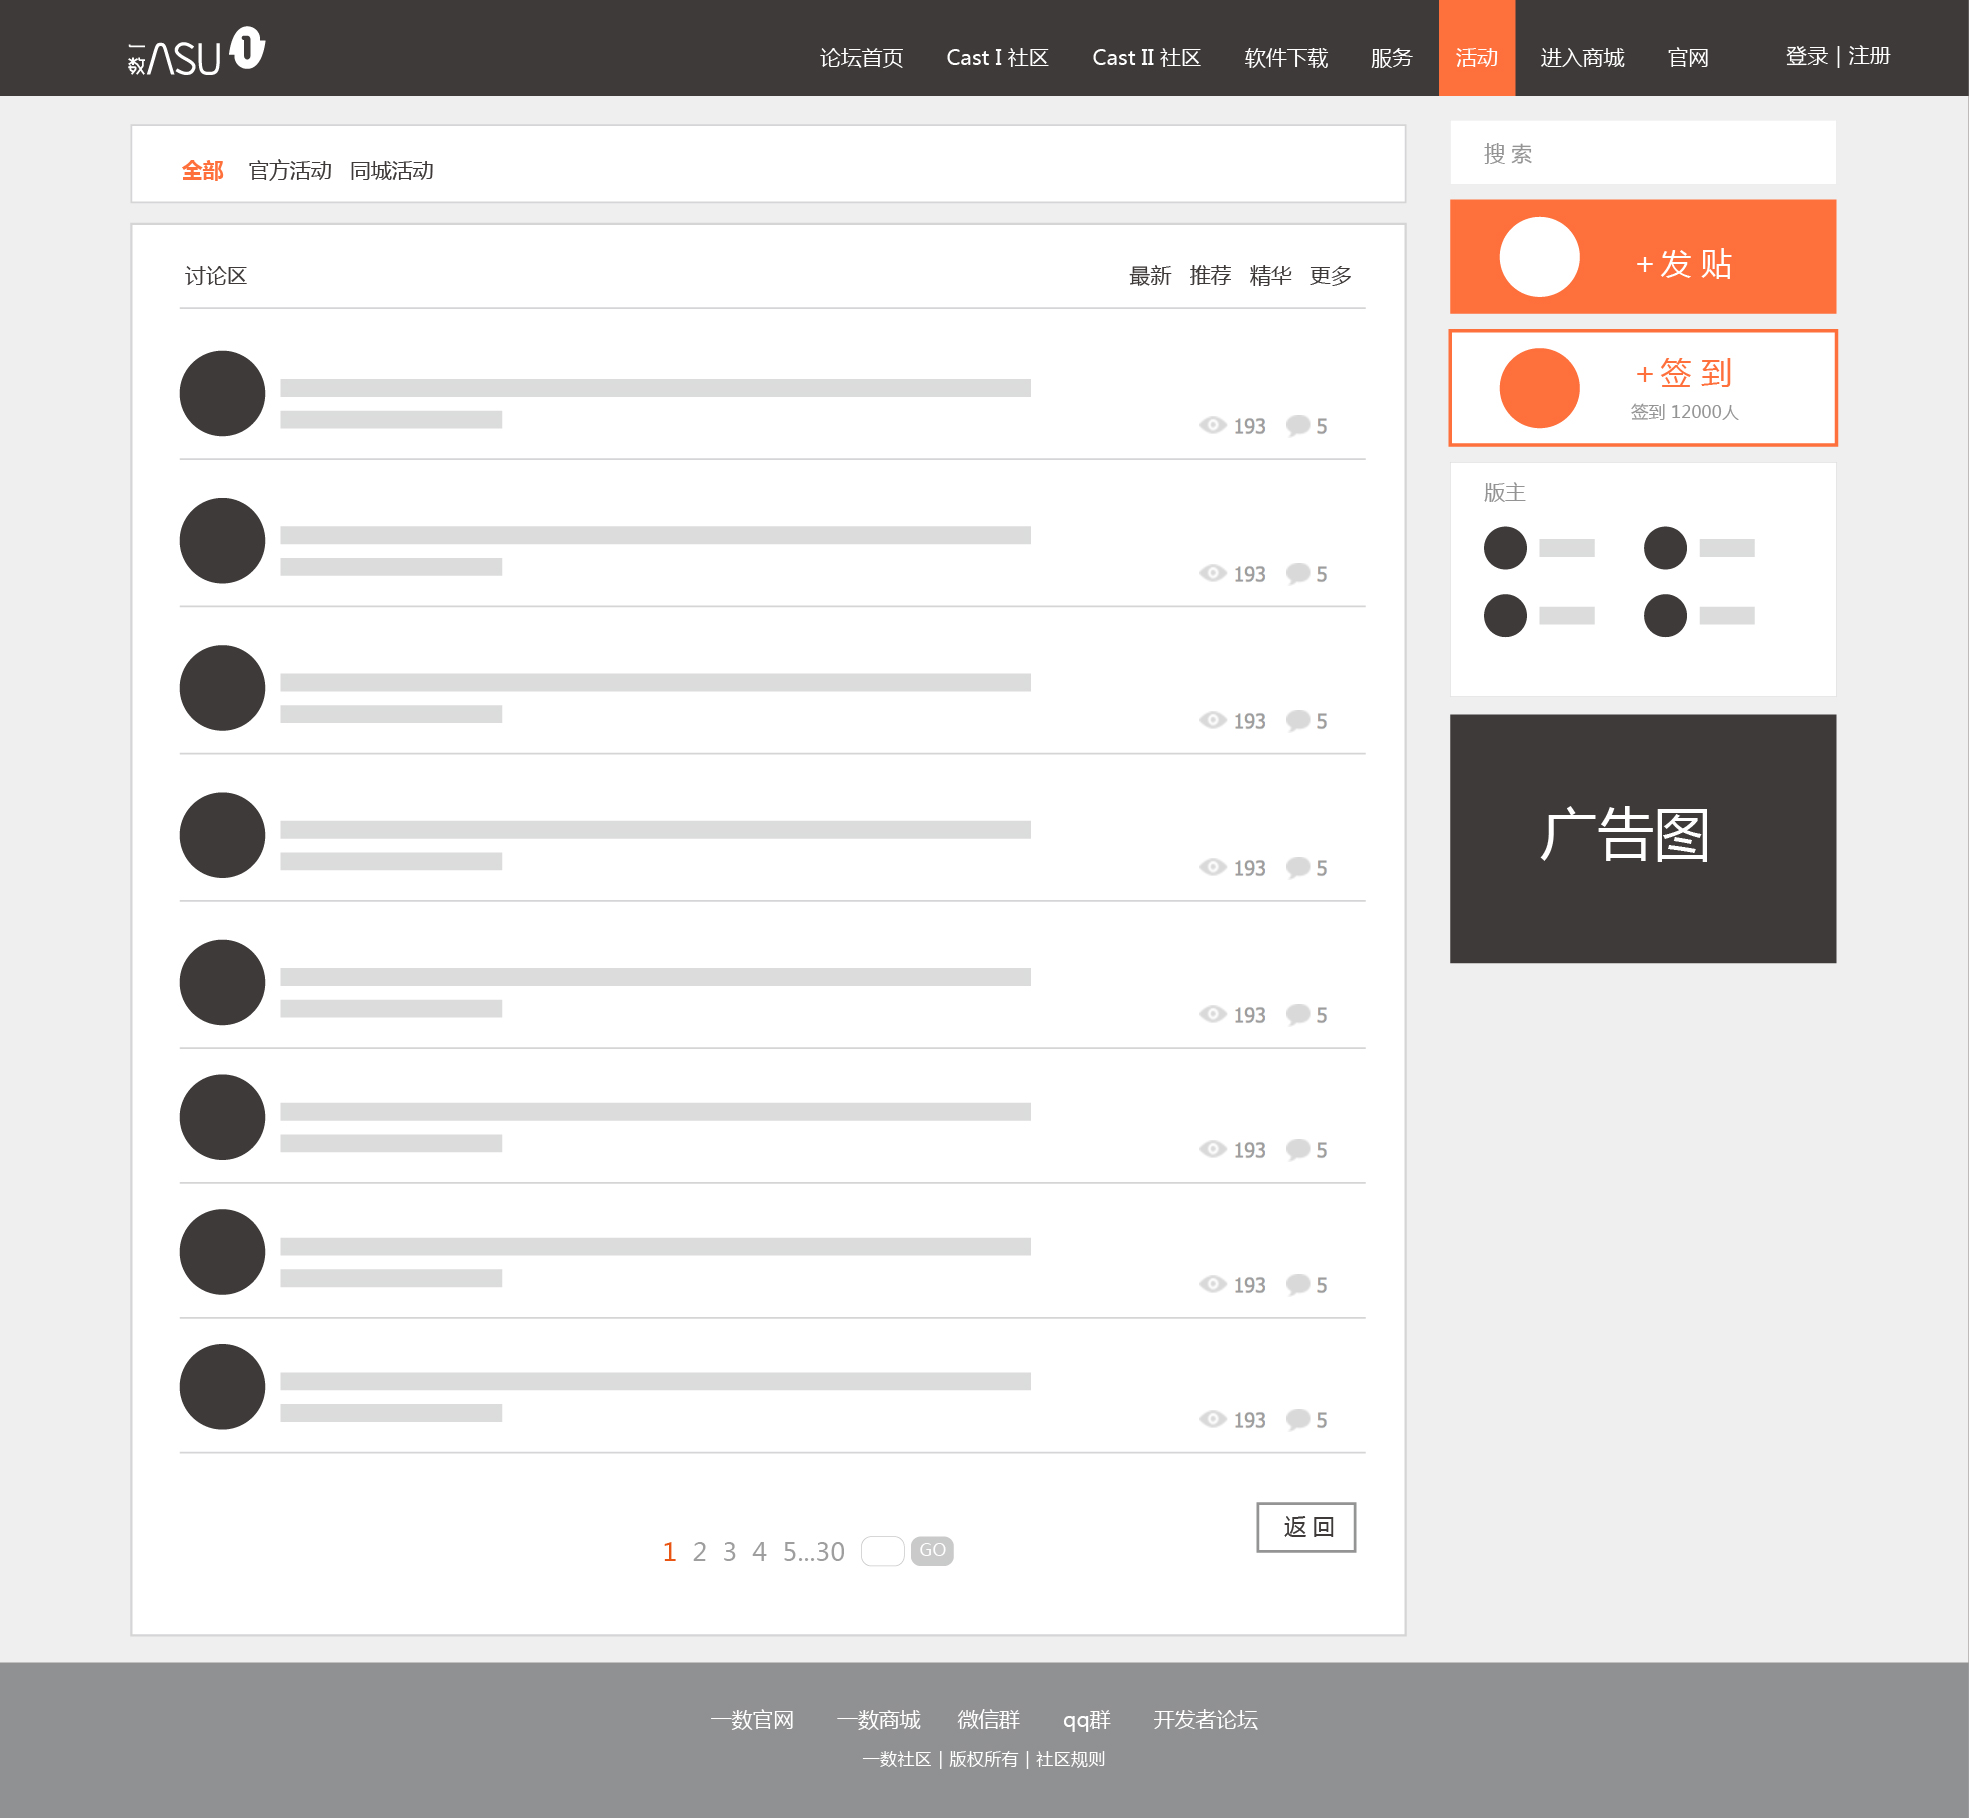 一数 ASU
论坛首页 Cast I 社区 Cast II 社区 软件下载 服务 活动 进入商城 官网 登录 | 注册
全部 官方活动 同城活动
搜 索
+发 贴
讨论区 最新 推荐 精华 更多
+签 到
签到 12000人
193 5
版主
193 5
193 5
广告图
193 5
193 5
193 5
193 5
193 5
返 回
1 2 3 4 5...30 GO
一数官网 一数商城 微信群 qq群 开发者论坛
一数社区 | 版权所有 | 社区规则